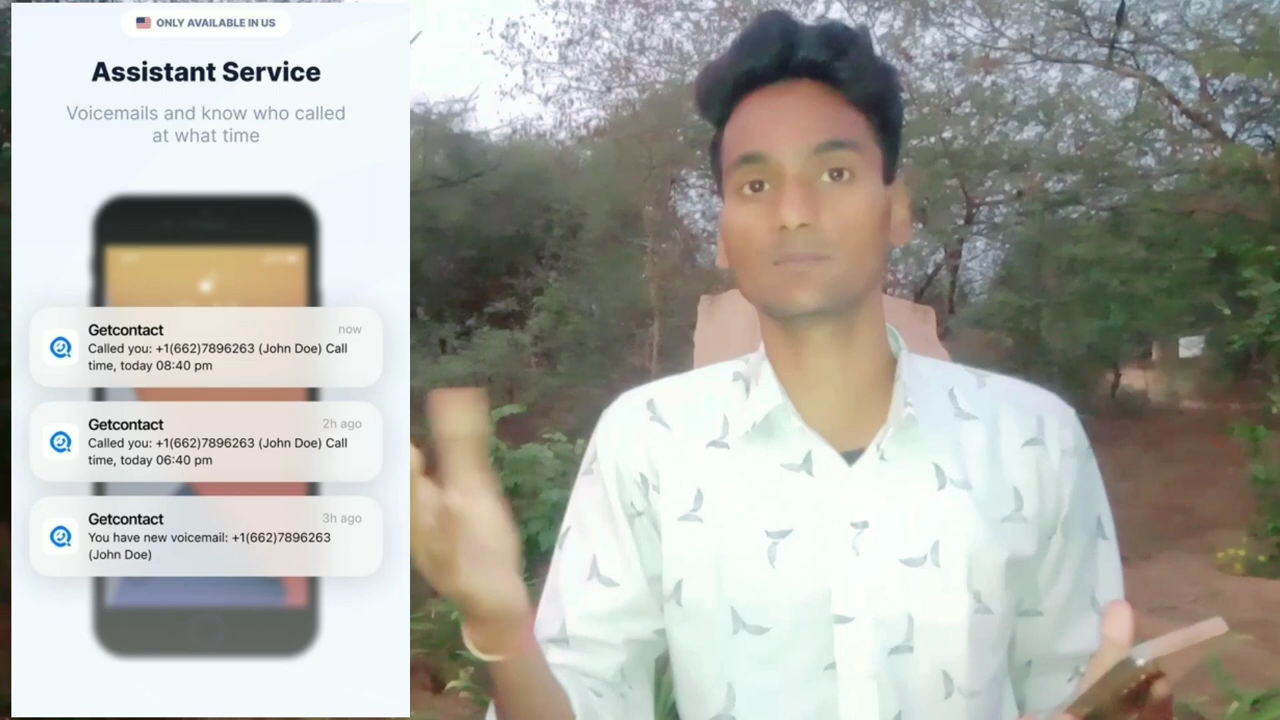 ONLY AVAILABLE IN US
Assistant Service
Voicemails and know who called
at what time
Getcontact
now
Called you: +1(662)7896263 (John Doe) Call
time, today 08:40 pm
Getcontact
2h ago
Called you: +1(662)7896263 (John Doe) Call
time, today 06:40 pm
Getcontact
3h ago
You have new voicemail: +1(662)7896263
(John Doe)